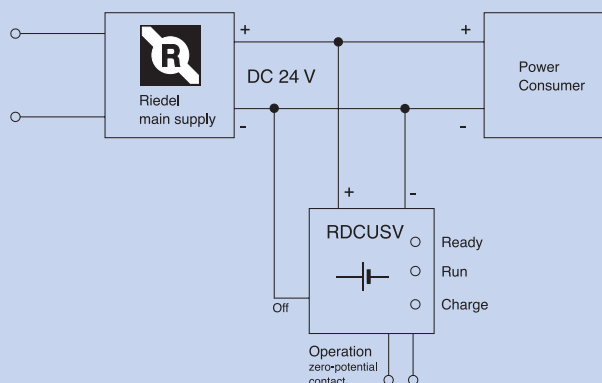 +
+
R
DC 24 V
Riedel
main supply
Power
Consumer
-
-
+
-
RDCUSV
Ready
Run
Charge
Off
Operation
zero-potential
contact